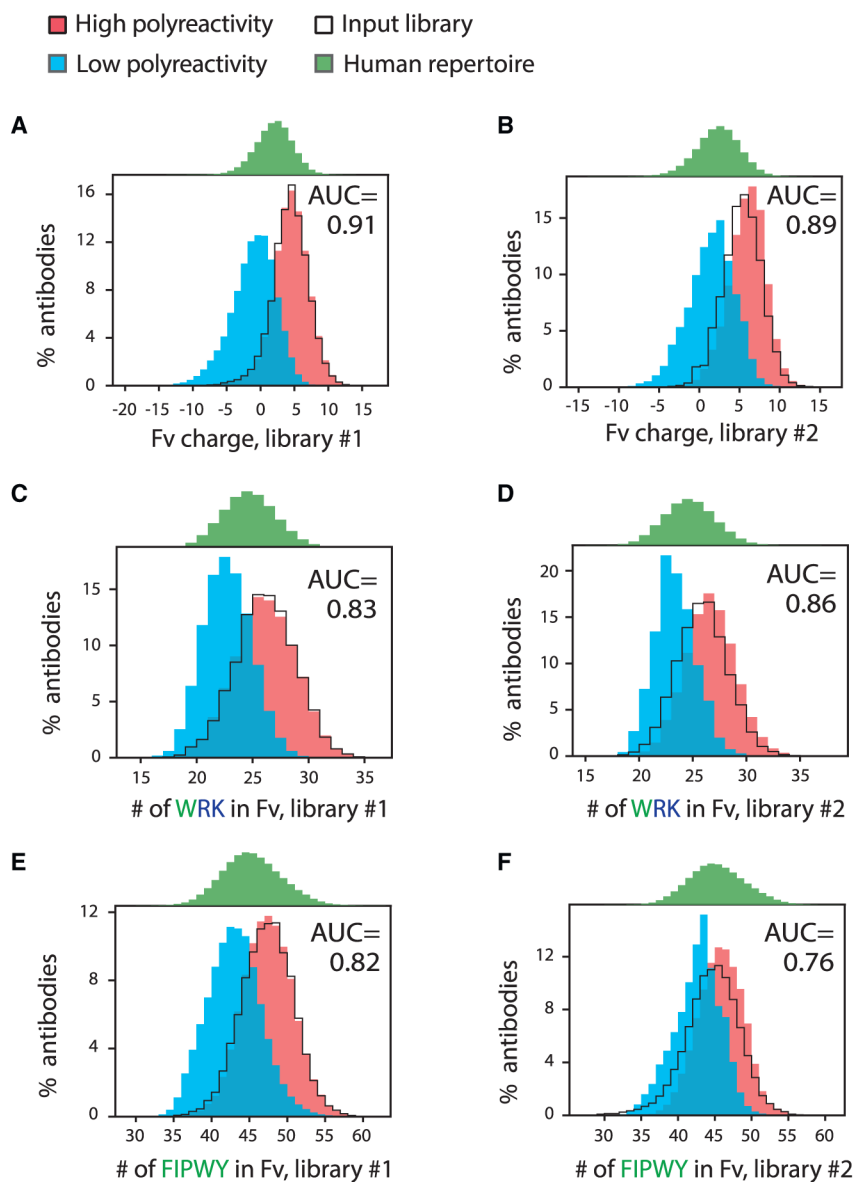 High polyreactivity
Input library
Low polyreactivity
Human repertoire
A
16
12
8
4
0
% antibodies
AUC=
0.91
-20 -15 -10 -5 0 5 10 15
Fv charge, library #1
B
15
10
5
0
% antibodies
AUC=
0.89
-15 -10 -5 0 5 10 15
Fv charge, library #2
C
15
10
5
0
% antibodies
AUC=
0.83
15 20 25 30 35
# of WRK in Fv, library #1
D
20
15
10
5
0
% antibodies
AUC=
0.86
15 20 25 30 35
# of WRK in Fv, library #2
E
12
8
4
0
% antibodies
AUC=
0.82
30 35 40 45 50 55 60
# of FIPWY in Fv, library #1
F
12
8
4
0
% antibodies
AUC=
0.76
30 35 40 45 50 55 60
# of FIPWY in Fv, library #2